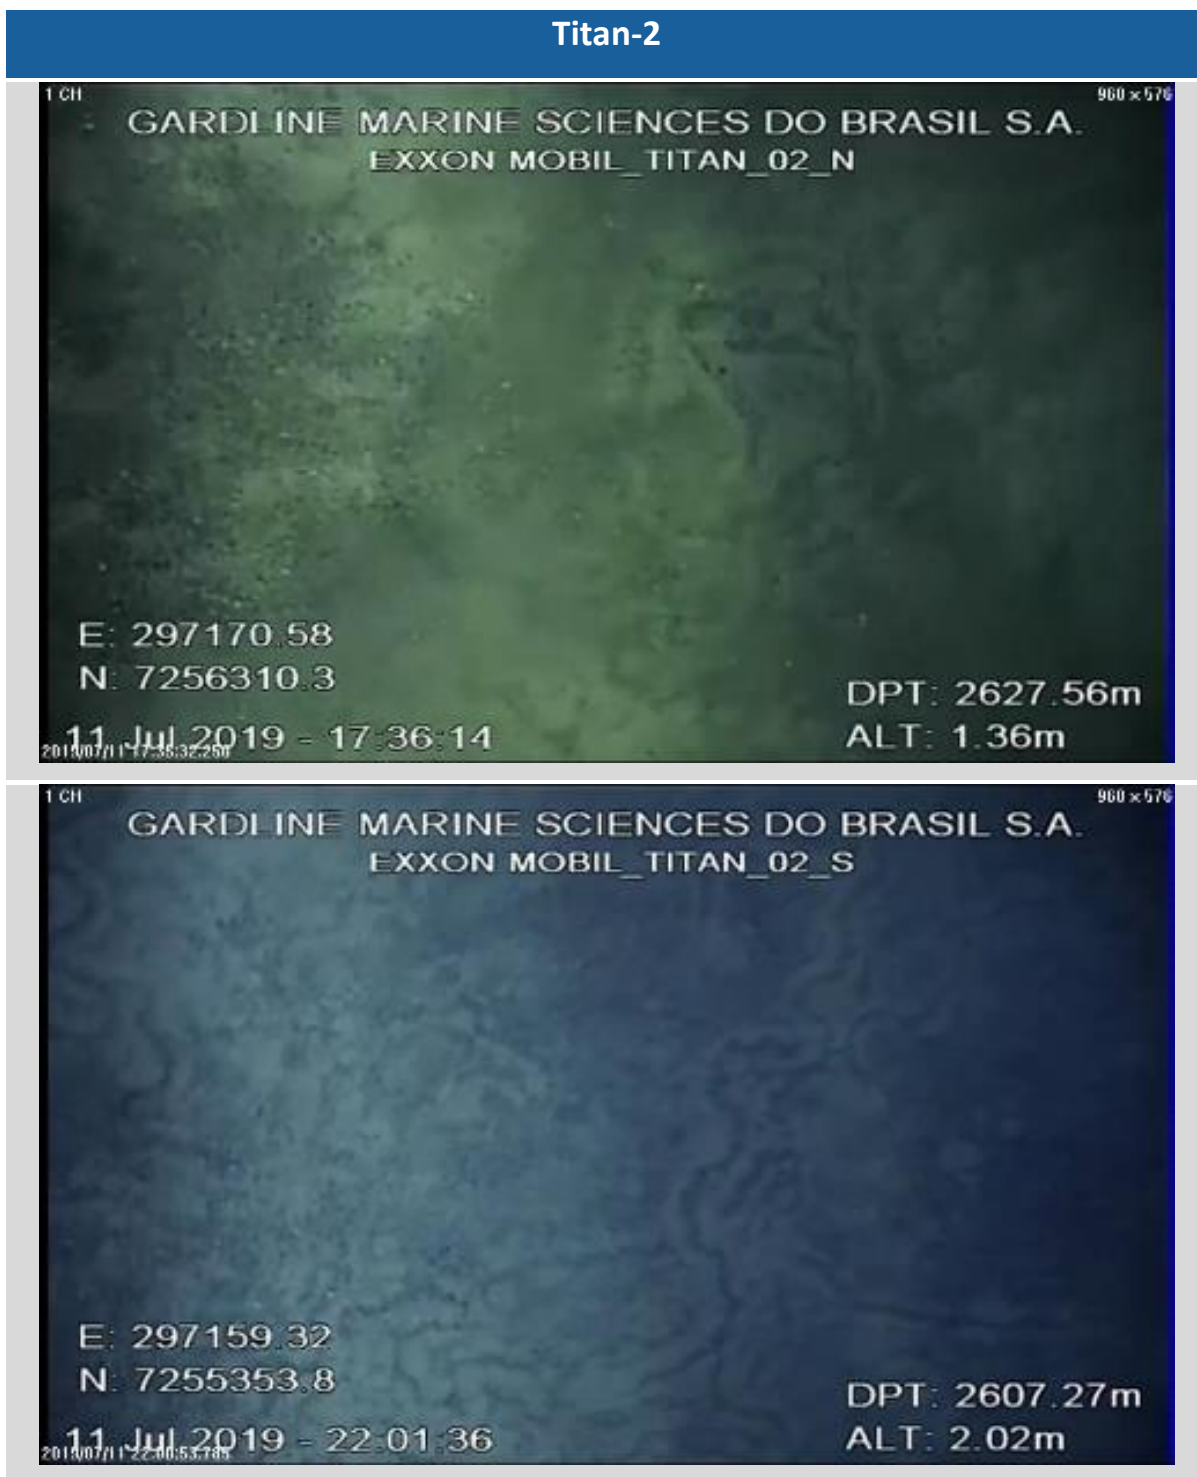 Titan-2
1 CH
960 x 576
GARDLINE MARINE SCIENCES DO BRASIL S.A.
EXXON MOBIL_TITAN_02_N
E: 297170.58
N: 7256310.3
DPT: 2627.56m
11 Jul 2019 - 17:36:14
ALT: 1.36m
1 CH
960 x 576
GARDLINE MARINE SCIENCES DO BRASIL S.A.
EXXON MOBIL_TITAN_02_S
E: 297159.32
N: 7255353.8
DPT: 2607.27m
11 Jul 2019 - 22:01:36
ALT: 2.02m